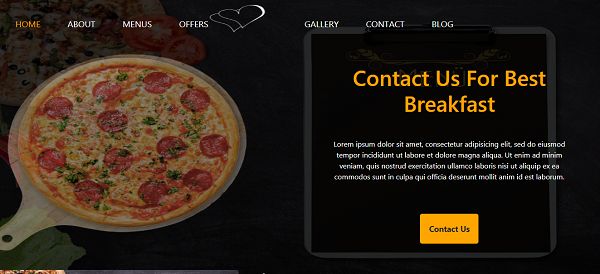 HOME ABOUT MENUS OFFERS GALLERY CONTACT BLOG
Contact Us For Best
Breakfast
Lorem ipsum dolor sit amet, consectetur adipisicing elit, sed do eiusmod
tempor incididunt ut labore et dolore magna aliqua. Ut enim ad minim
veniam, quis nostrud exercitation ullamco laboris nisi ut aliquip ex ea
commodos sunt in culpa qui officia deserunt mollit anim id est laborum.
Contact Us